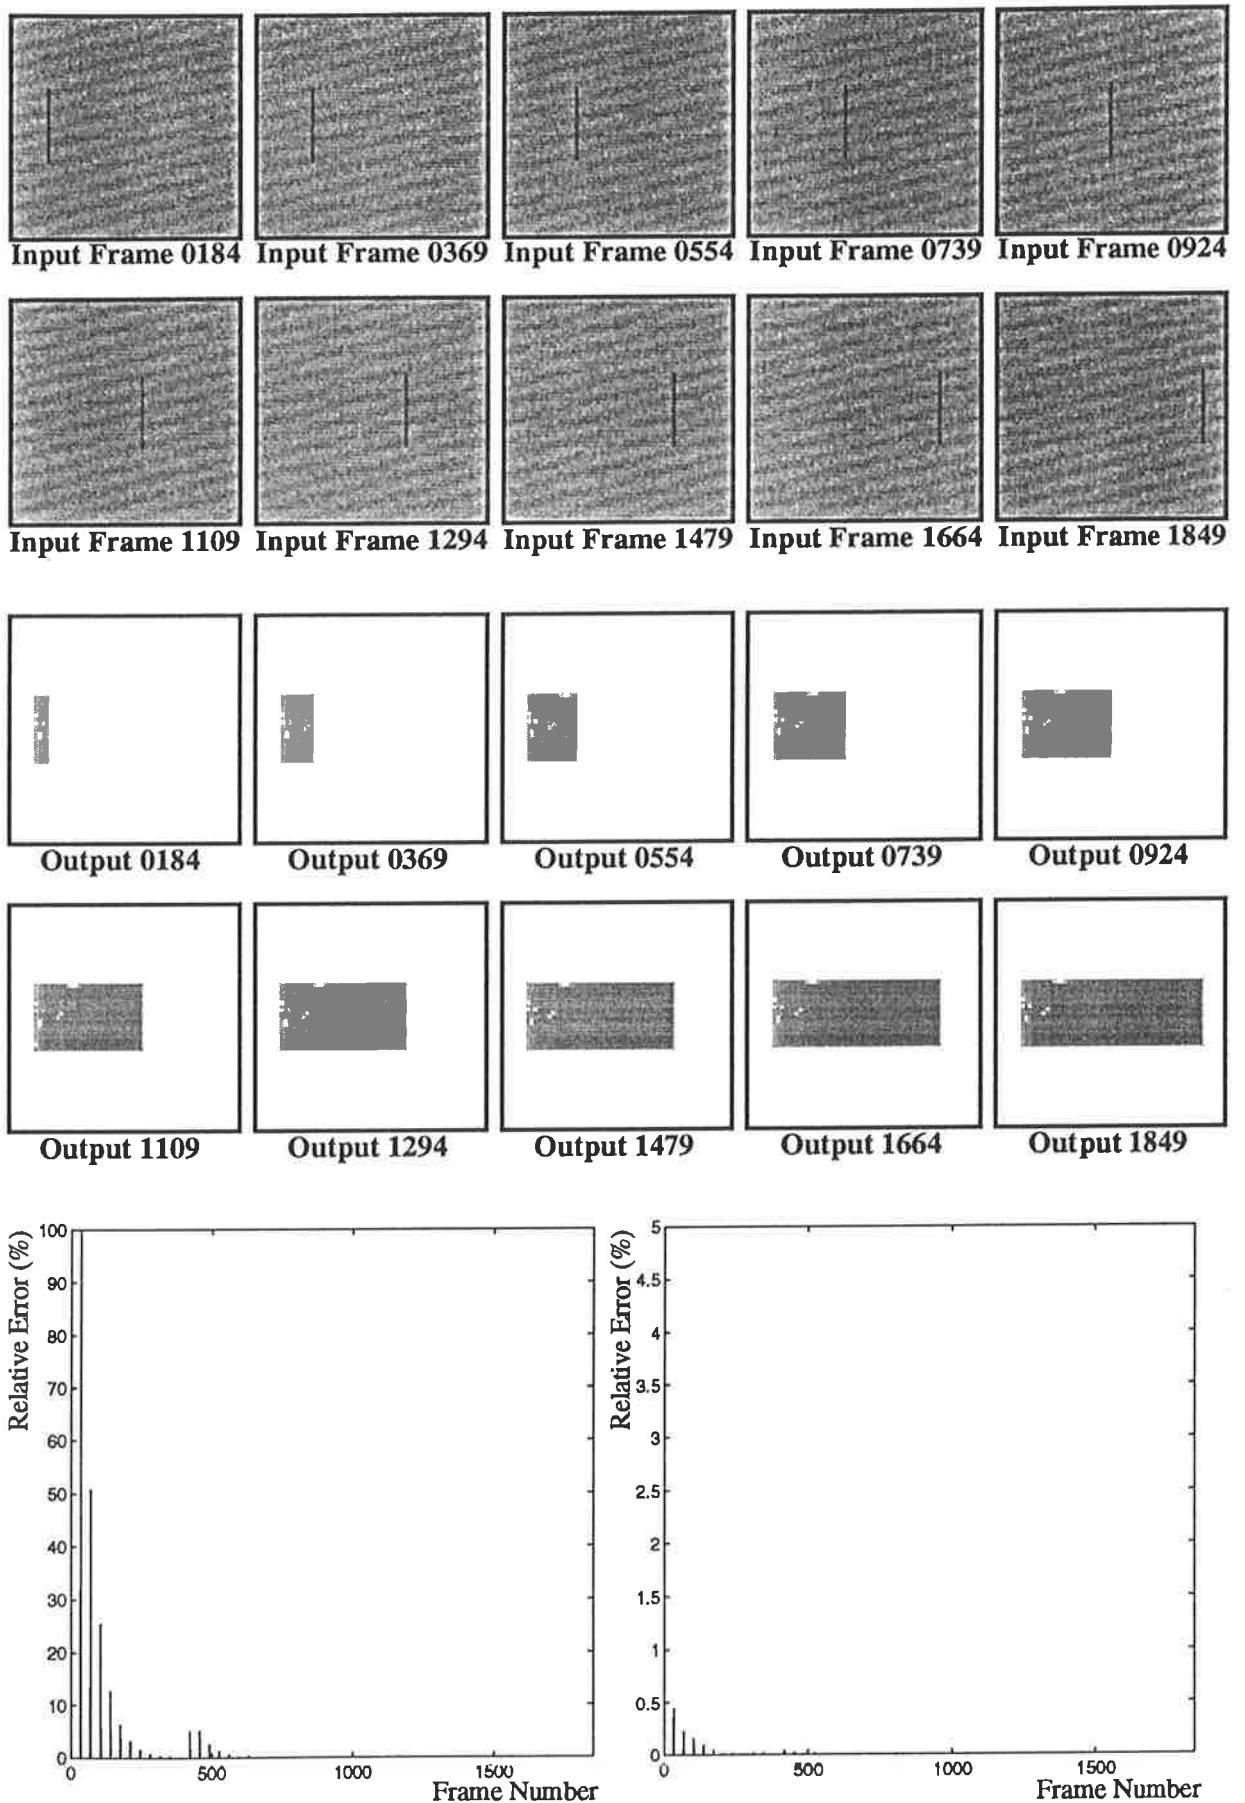 Input Frame 0184 Input Frame 0369 Input Frame 0554 Input Frame 0739 Input Frame 0924
Input Frame 1109 Input Frame 1294 Input Frame 1479 Input Frame 1664 Input Frame 1849
Output 0184 Output 0369 Output 0554 Output 0739 Output 0924
Output 1109 Output 1294 Output 1479 Output 1664 Output 1849
Relative Error (%)
100
90
80
70
60
50
40
30
20
10
0
0 500 1000 1500
Frame Number
Relative Error (%)
5
4.5
4
3.5
3
2.5
2
1.5
1
0.5
0
0 500 1000 1500
Frame Number